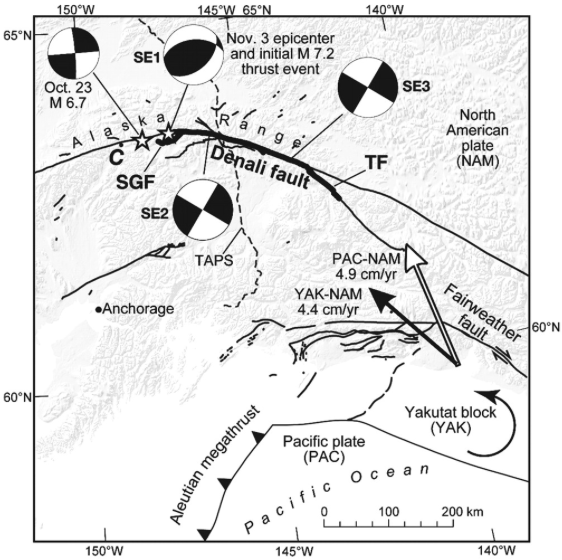 150°W
145°W 65°N
140°W
65°N
SE1
Nov. 3 epicenter
and initial M 7.2
thrust event
Oct. 23
M 6.7
SE3
Alaska Range
North
American
plate
(NAM)
C
SGF
Denali fault
TF
SE2
TAPS
PAC-NAM
4.9 cm/yr
YAK-NAM
4.4 cm/yr
Anchorage
Fairweather
fault
60°N
60°N
Yakutat block
(YAK)
Aleutian megathrust
Pacific plate
(PAC)
Pacific Ocean
0 100 200 km
150°W
145°W
140°W